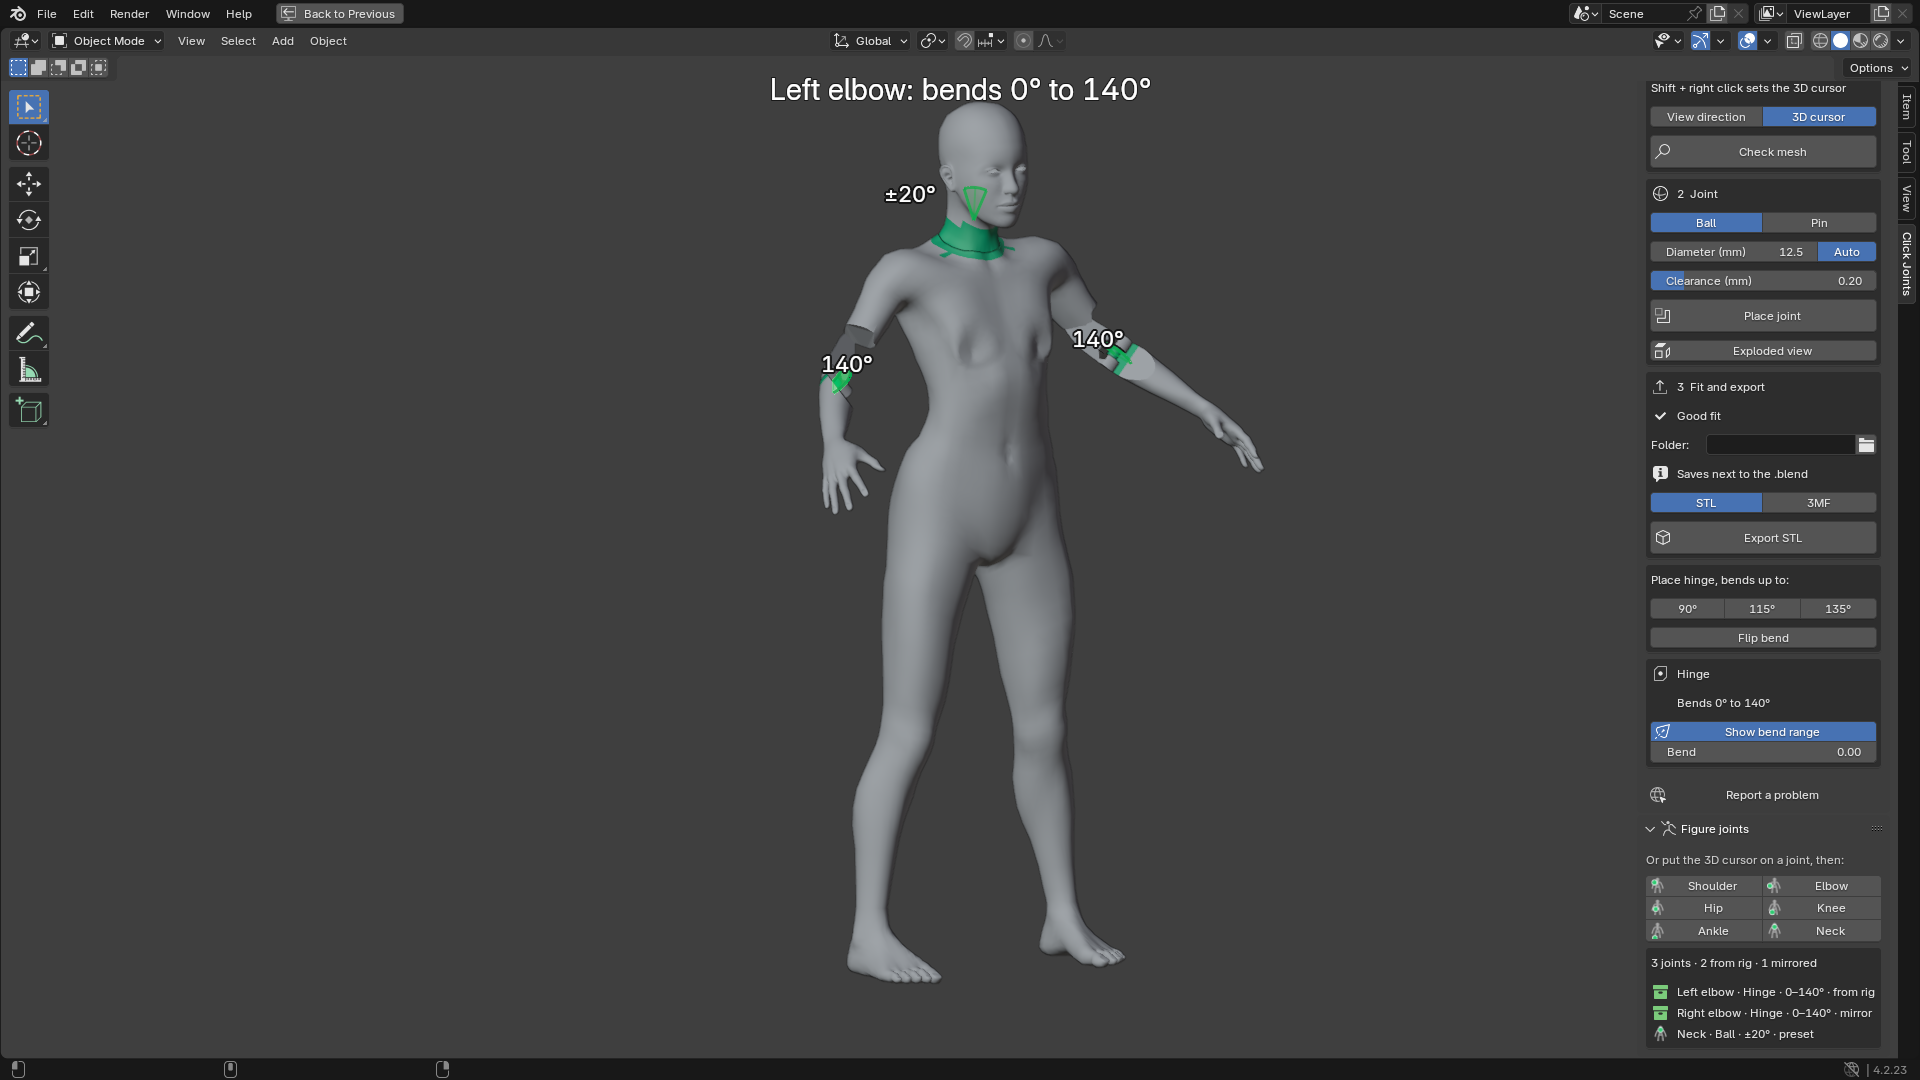 File Edit Render Window Help Back to Previous Scene ViewLayer
Object Mode View Select Add Object Global
Options
Left elbow: bends 0° to 140°
±20°
140°
140°
Shift + right click sets the 3D cursor
View direction 3D cursor
Check mesh
2 Joint
Ball Pin
Diameter (mm) 12.5 Auto
Clearance (mm) 0.20
Place joint
Exploded view
3 Fit and export
Good fit
Folder:
Saves next to the .blend
STL 3MF
Export STL
Place hinge, bends up to:
90° 115° 135°
Flip bend
Hinge
Bends 0° to 140°
Show bend range
Bend 0.00
Report a problem
Figure joints
Or put the 3D cursor on a joint, then:
Shoulder Elbow
Hip Knee
Ankle Neck
3 joints · 2 from rig · 1 mirrored
Left elbow · Hinge · 0–140° · from rig
Right elbow · Hinge · 0–140° · mirror
Neck · Ball · ±20° · preset
Item
Tool
View
Click Joints
4.2.23